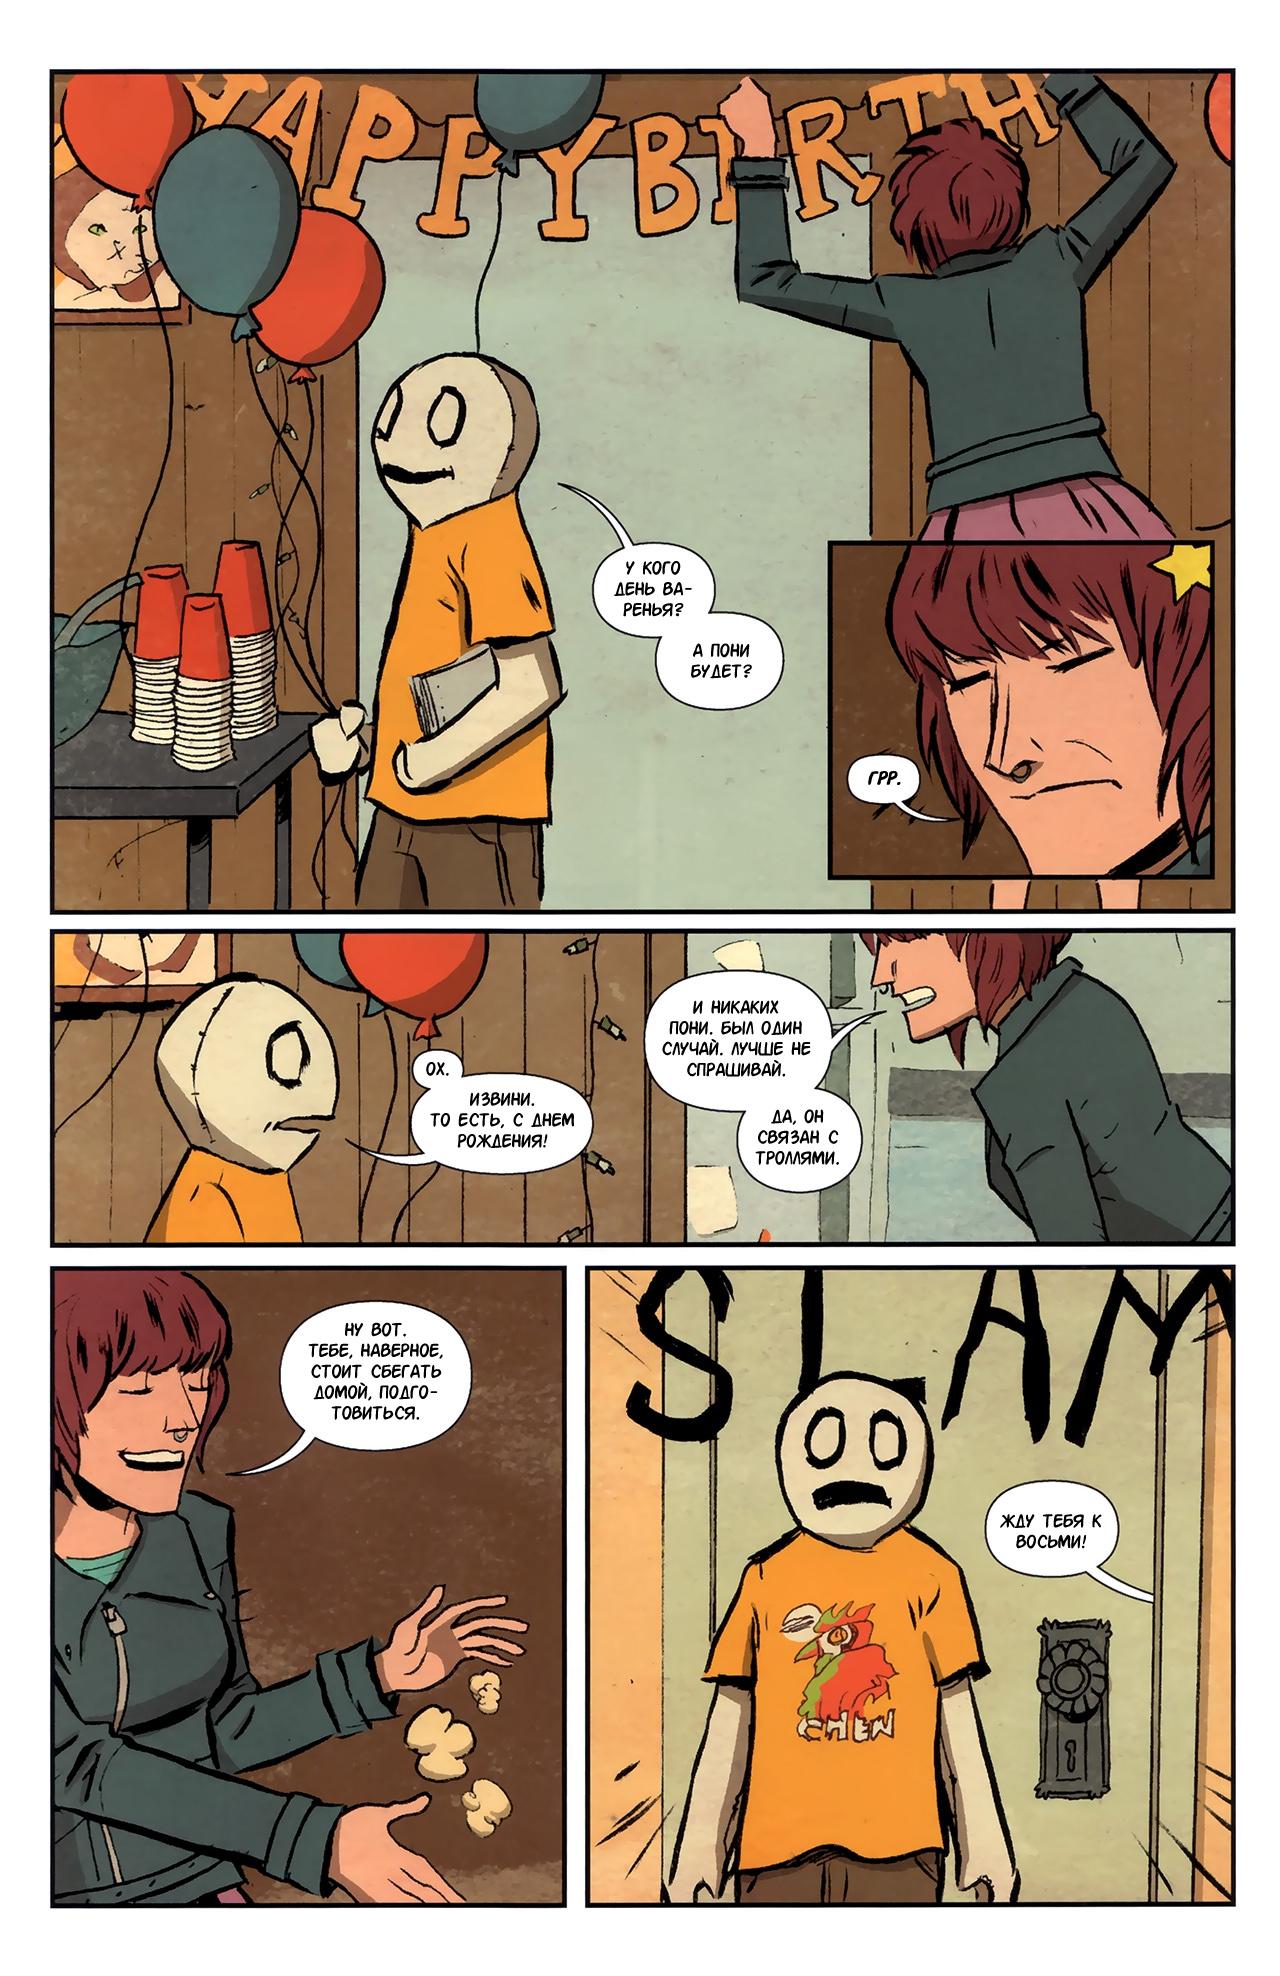 YAPPYBIRTH
У КОГО
ДЕНЬ ВА-
РЕНЬЯ?
А ПОНИ
БУДЕТ?
ГРР.
ОХ.
ИЗВИНИ.
ТО ЕСТЬ, С ДНЕМ
РОЖДЕНИЯ!
И НИКАКИХ
ПОНИ. БЫЛ ОДИН
СЛУЧАЙ. ЛУЧШЕ НЕ
СПРАШИВАЙ.
ДА, ОН
СВЯЗАН С
ТРОЛЛЯМИ.
НУ ВОТ.
ТЕБЕ, НАВЕРНОЕ,
СТОИТ СБЕГАТЬ
ДОМОЙ, ПОДГО-
ТОВИТЬСЯ.
SLAM
ЖДУ ТЕБЯ К
ВОСЬМИ!
CHEW